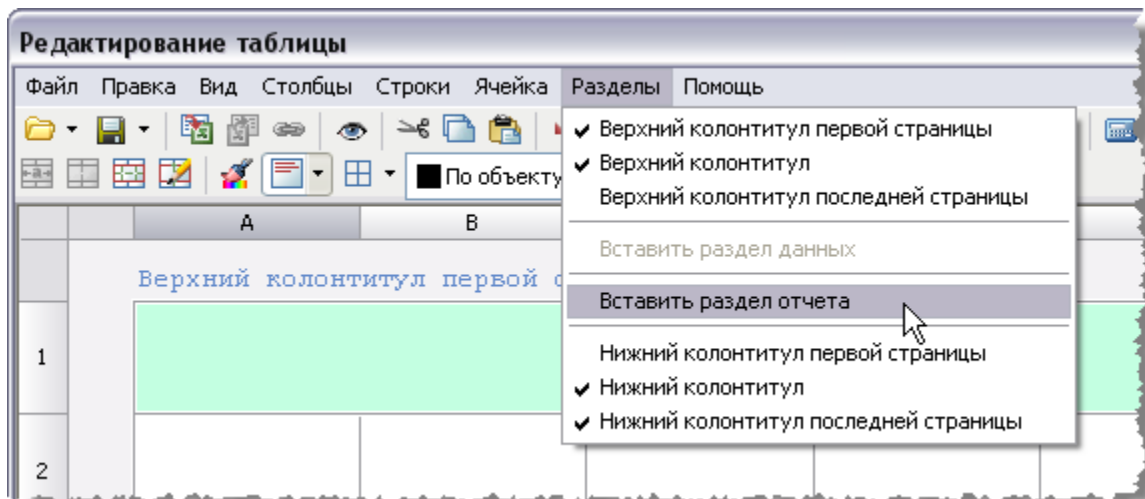 Редактирование таблицы
Файл Правка Вид Столбцы Строки Ячейка Разделы Помощь
Верхний колонтитул первой страницы
Верхний колонтитул
Верхний колонтитул последней страницы
Вставить раздел данных
Вставить раздел отчета
Нижний колонтитул первой страницы
Нижний колонтитул
Нижний колонтитул последней страницы
По объекту
A B
Верхний колонтитул первой
1
2